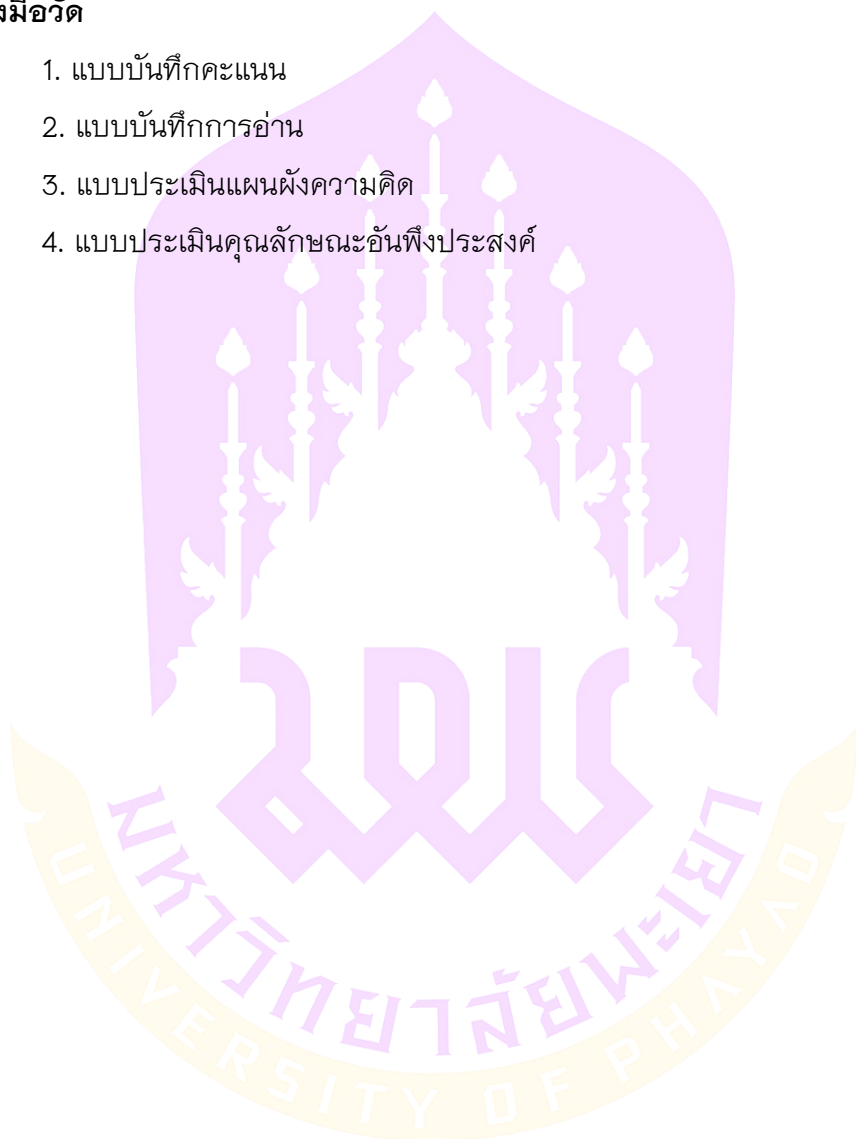 งมือวัด
1. แบบบันทึกคะแนน
2. แบบบันทึกการอ่าน
3. แบบประเมินแผนผังความคิด
4. แบบประเมินคุณลักษณะอันพึงประสงค์
มหาวิทยาลัยพะเยา
UNIVERSITY OF PHAYAO